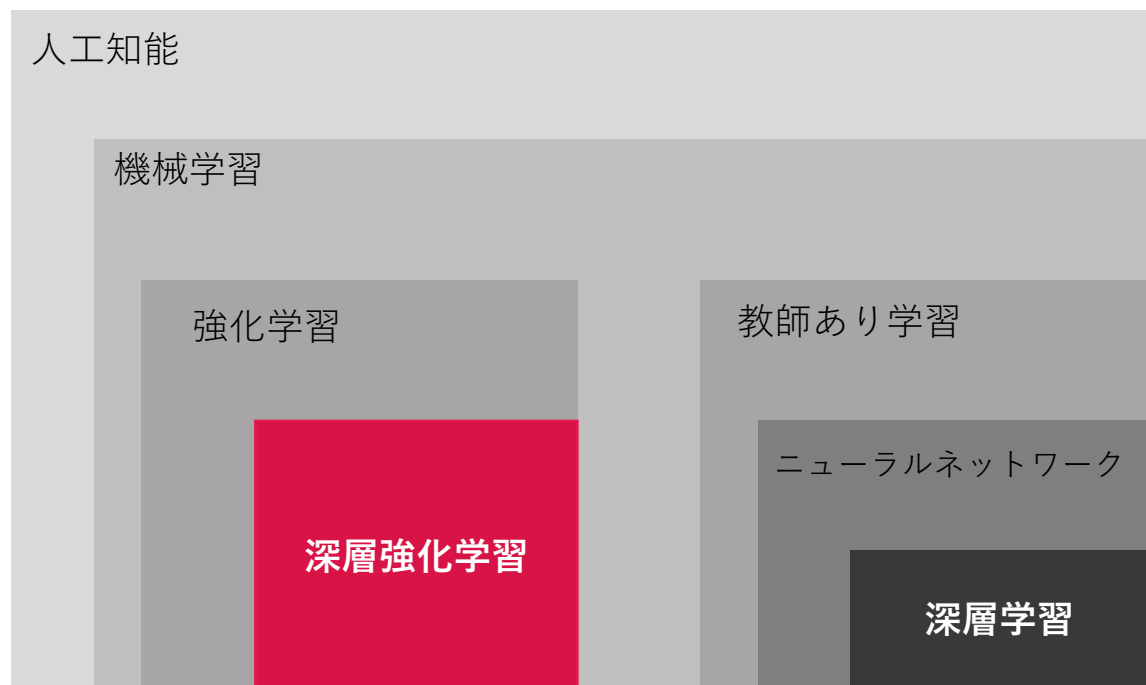 人工知能
機械学習
強化学習
教師あり学習
ニューラルネットワーク
深層強化学習
深層学習